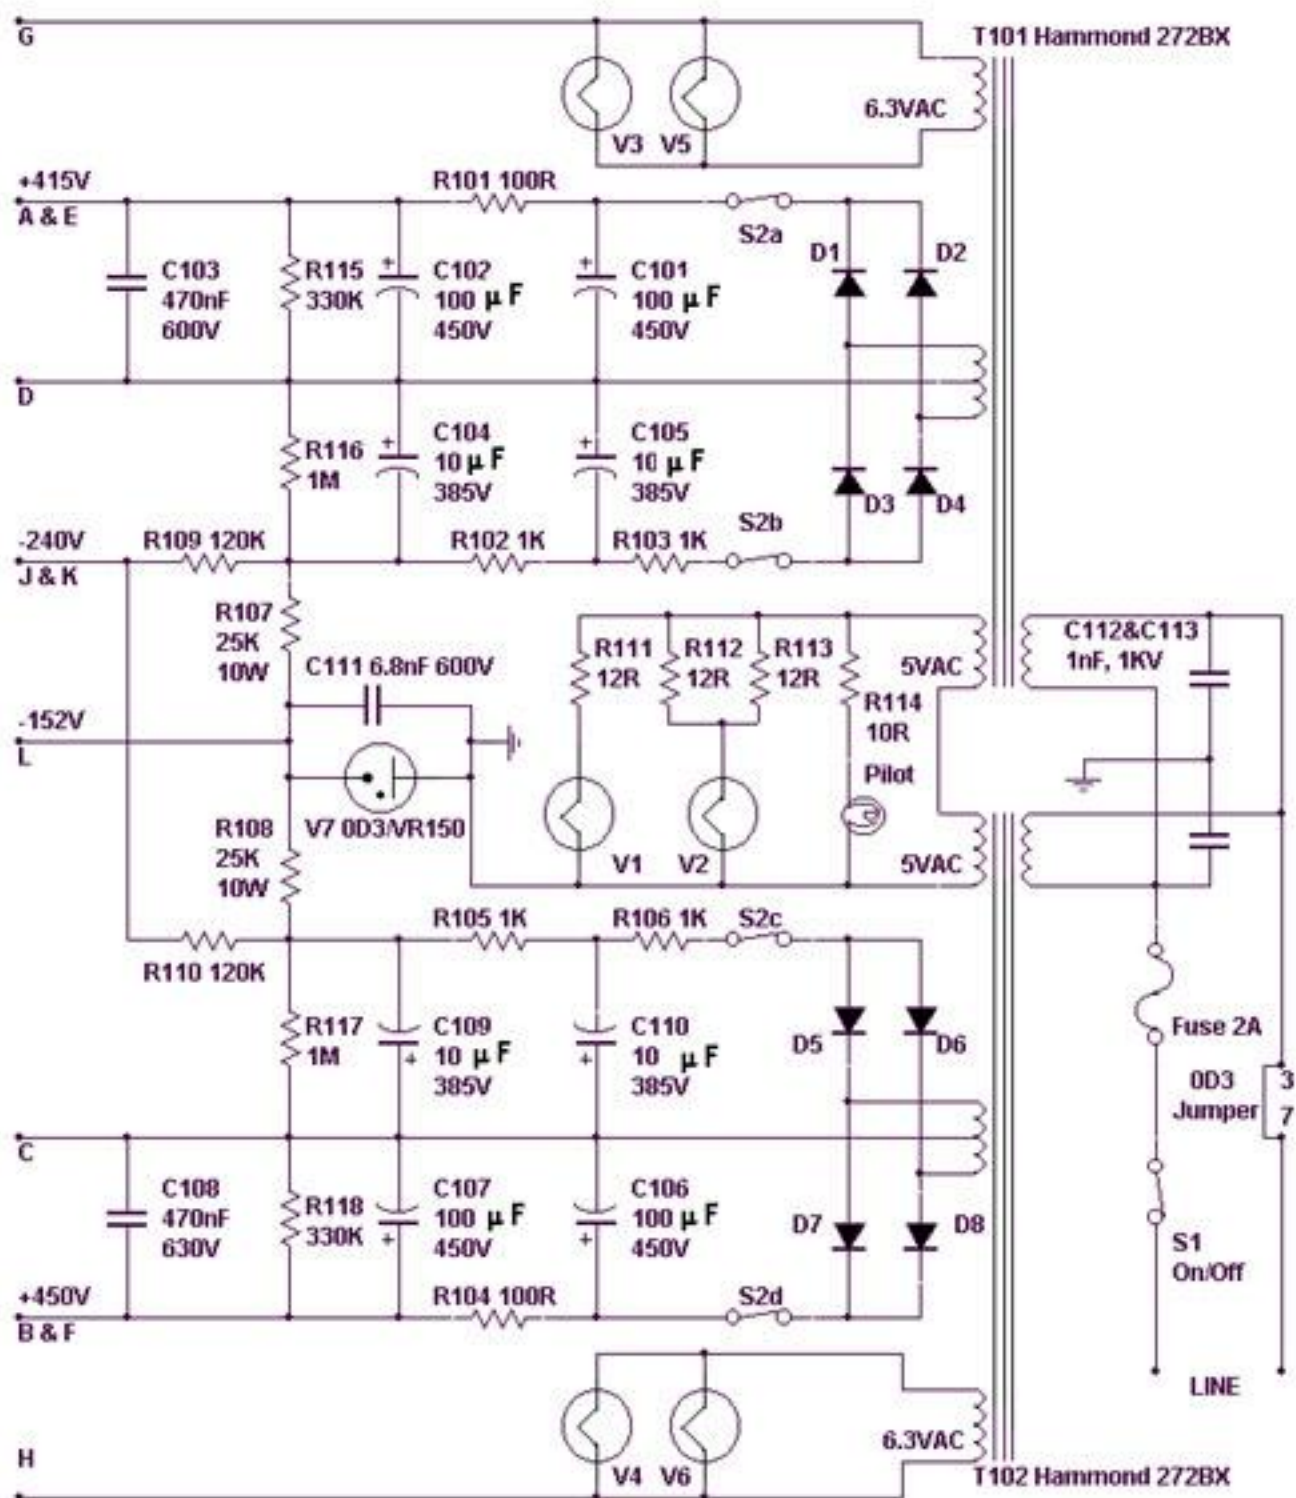 G
T101 Hammond 272BX
6.3VAC
V3 V5
+415V
A & E
R101 100R
S2a
D1
D2
C103
470nF
600V
R115
330K
C102
100 μF
450V
C101
100 μF
450V
D
R116
1M
C104
10 μF
385V
C105
10 μF
385V
D3
D4
-240V
J & K
R109 120K
R102 1K
R103 1K
S2b
R107
25K
10W
C111 6.8nF 600V
R111
12R
R112
12R
R113
12R
5VAC
C112&C113
1nF, 1KV
R114
10R
-152V
L
Pilot
V7 0D3/VR150
R108
25K
10W
V1
V2
5VAC
R105 1K
R106 1K
S2c
R110 120K
R117
1M
C109
10 μF
385V
C110
10 μF
385V
D5
D6
Fuse 2A
0D3
Jumper
3
7
C
C108
470nF
630V
R118
330K
C107
100 μF
450V
C106
100 μF
450V
D7
D8
S1
On/Off
+450V
B & F
R104 100R
S2d
LINE
H
V4 V6
6.3VAC
T102 Hammond 272BX